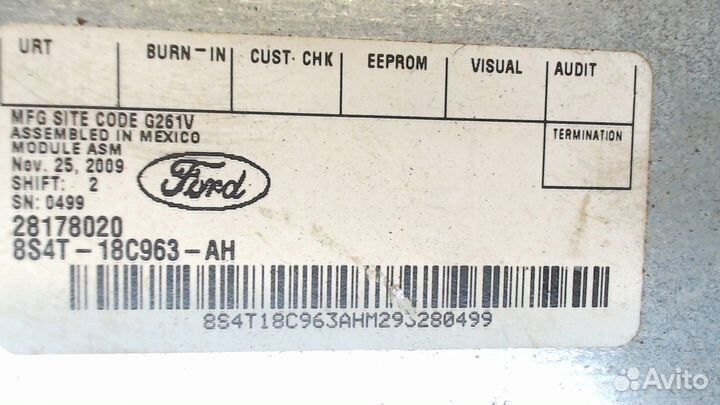 URT BURN-IN CUST. CHK EEPROM VISUAL AUDIT
TERMINATION
MFG SITE CODE G261V
ASSEMBLED IN MEXICO
MODULE ASM
Nov. 25, 2009
SHIFT: 2
SN: 0499
Ford
28178020
8S4T-18C963-AH
8S4T18C963AHM293280499
Avito